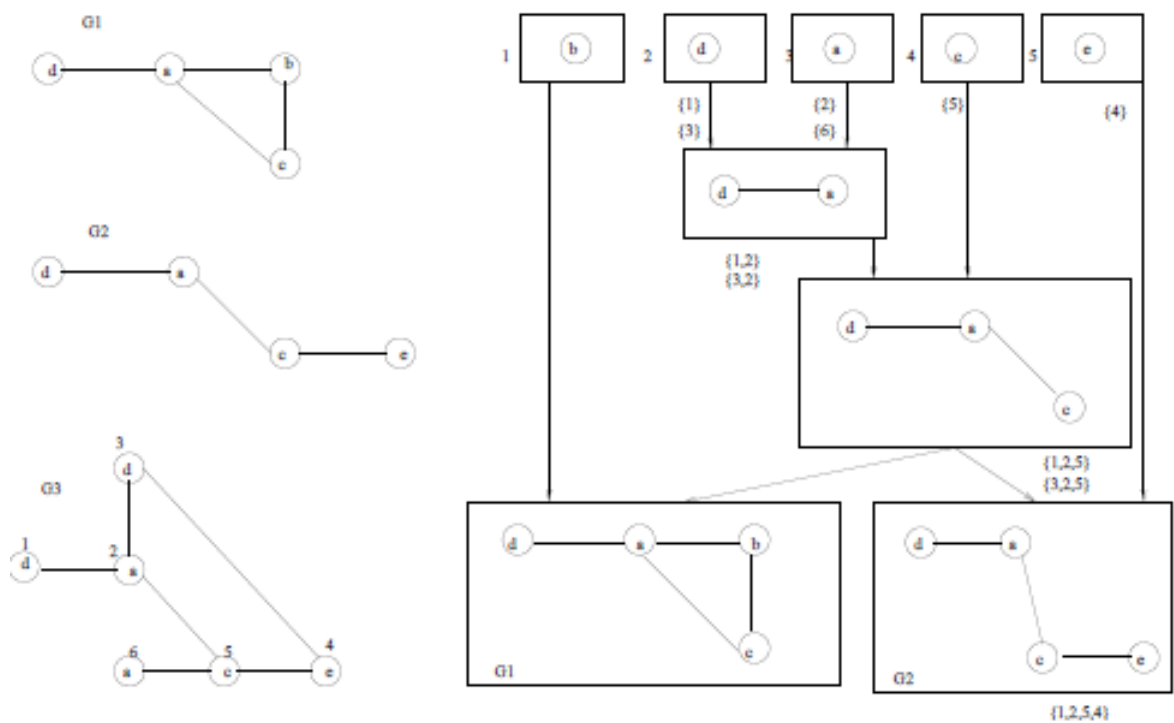 G1
d a b
c
G2
d a
c e
3
d
G3
1
d
2
a
6 5 4
a c e
1 b 2 d 3 a 4 c 5 e
{1} {2} {5} {4}
{3} {6}
d a
{1,2}
{3,2}
d a
c
{1,2,5}
{3,2,5}
d a b
c
G1
d a
c e
G2
{1,2,5,4}